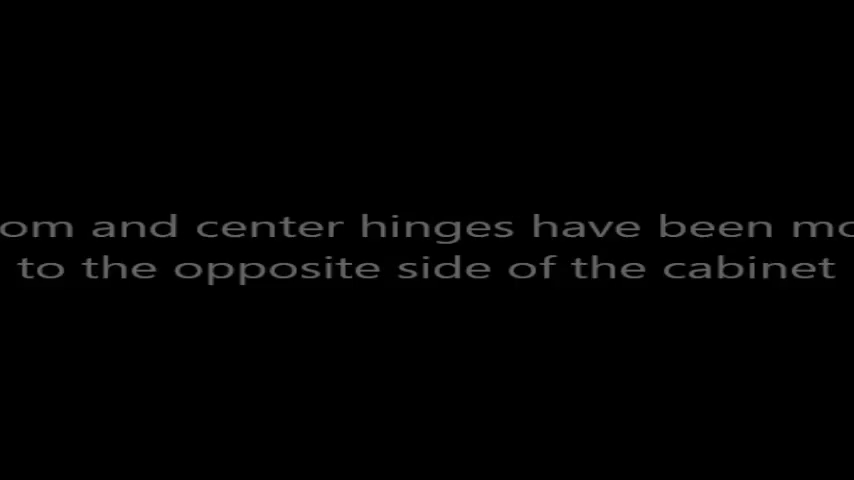 om and center hinges have been mo
to the opposite side of the cabinet